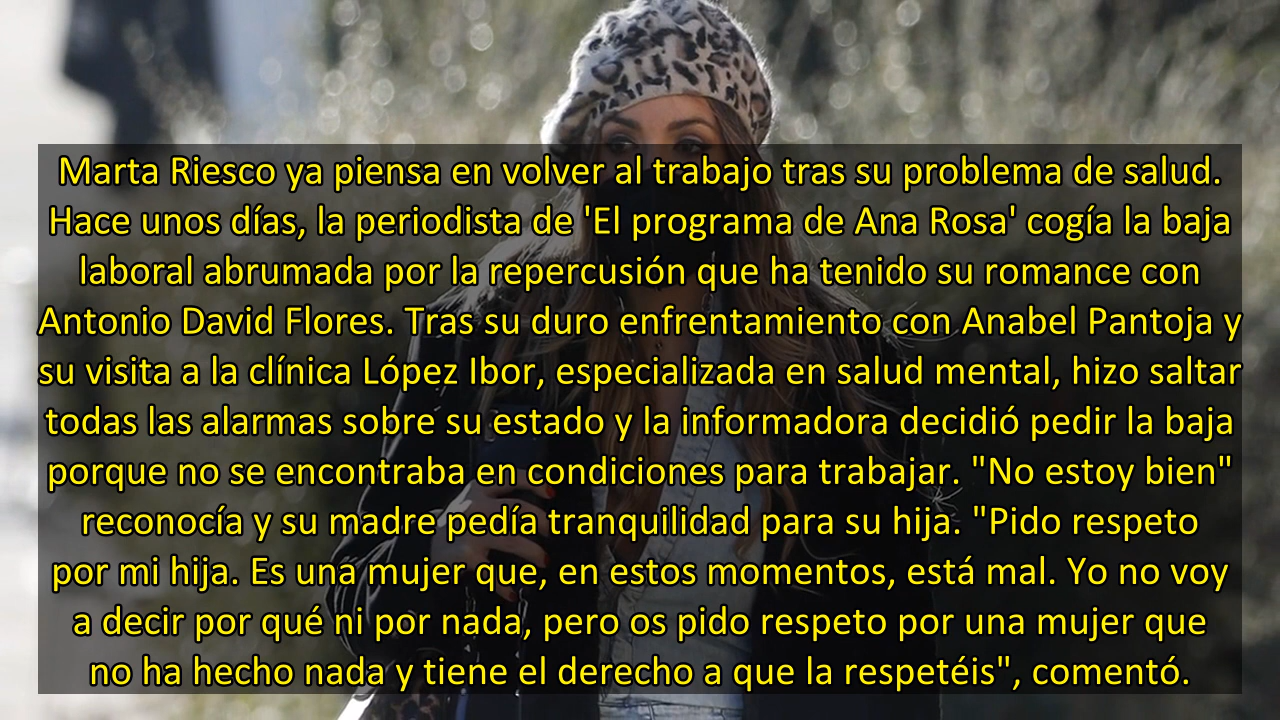 Marta Riesco ya piensa en volver al trabajo tras su problema de salud.
Hace unos días, la periodista de 'El programa de Ana Rosa' cogía la baja
laboral abrumada por la repercusión que ha tenido su romance con
Antonio David Flores. Tras su duro enfrentamiento con Anabel Pantoja y
su visita a la clínica López Ibor, especializada en salud mental, hizo saltar
todas las alarmas sobre su estado y la informadora decidió pedir la baja
porque no se encontraba en condiciones para trabajar. "No estoy bien"
reconocía y su madre pedía tranquilidad para su hija. "Pido respeto
por mi hija. Es una mujer que, en estos momentos, está mal. Yo no voy
a decir por qué ni por nada, pero os pido respeto por una mujer que
no ha hecho nada y tiene el derecho a que la respetéis", comentó.